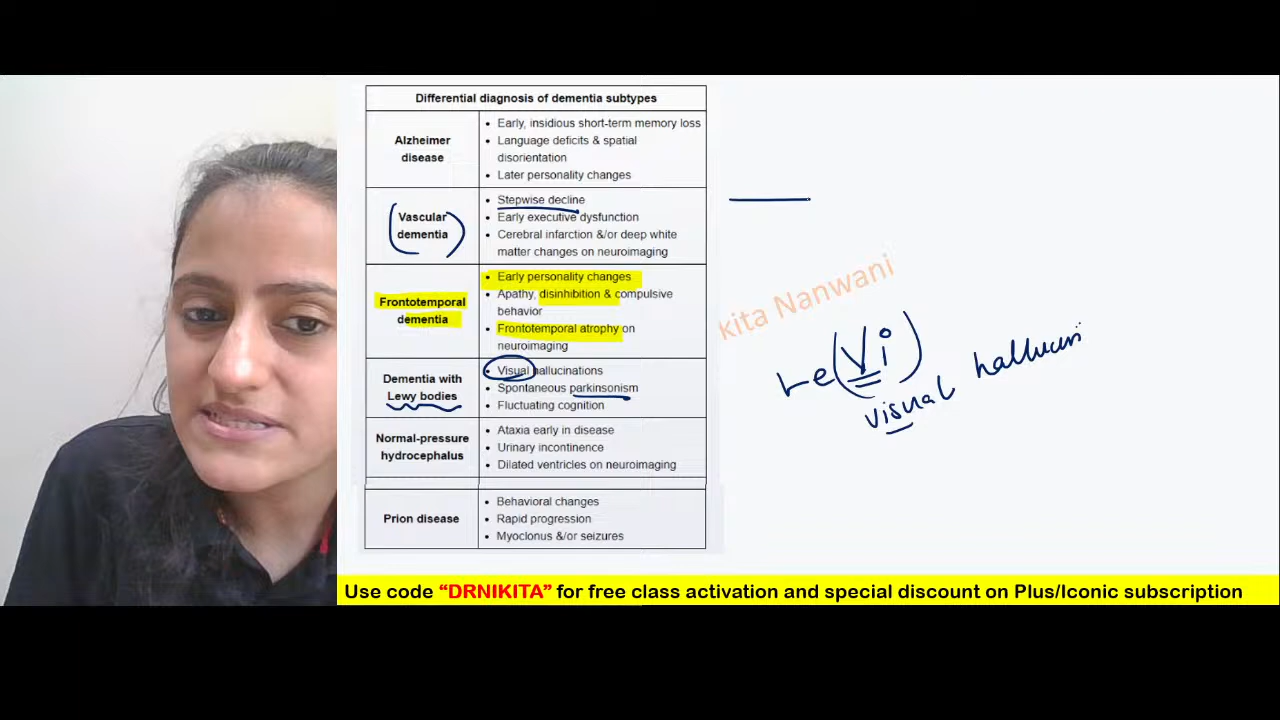 Differential diagnosis of dementia subtypes
Alzheimer
disease
• Early, insidious short-term memory loss
• Language deficits & spatial
disorientation
• Later personality changes
Vascular
dementia
• Stepwise decline
• Early executive dysfunction
• Cerebral infarction &/or deep white
matter changes on neuroimaging
Frontotemporal
dementia
• Early personality changes
• Apathy, disinhibition & compulsive
behavior
• Frontotemporal atrophy on
neuroimaging
Dementia with
Lewy bodies
• Visual hallucinations
• Spontaneous parkinsonism
• Fluctuating cognition
Normal-pressure
hydrocephalus
• Ataxia early in disease
• Urinary incontinence
• Dilated ventricles on neuroimaging
Prion disease
• Behavioral changes
• Rapid progression
• Myoclonus &/or seizures
kita Nanwani
Le(Vi)
visual halluci
Use code “DRNIKITA” for free class activation and special discount on Plus/Iconic subscription